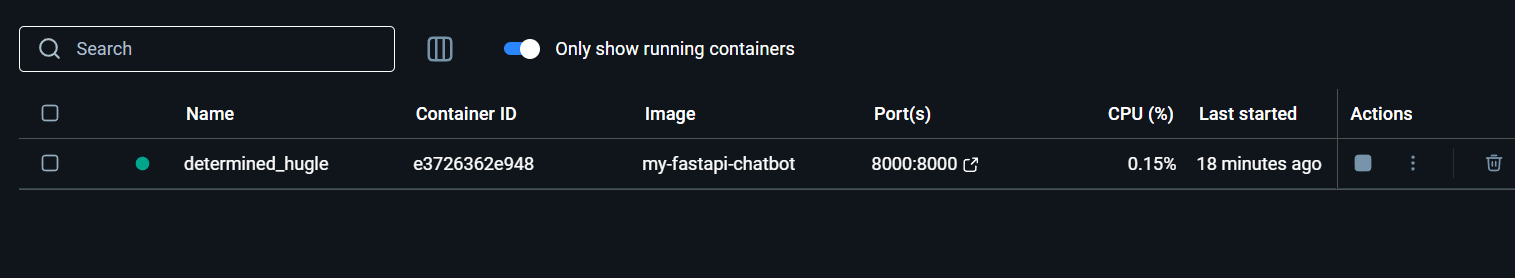 Search
Only show running containers
Name Container ID Image Port(s) CPU (%) Last started Actions
determined_hugle e3726362e948 my-fastapi-chatbot 8000:8000 0.15% 18 minutes ago